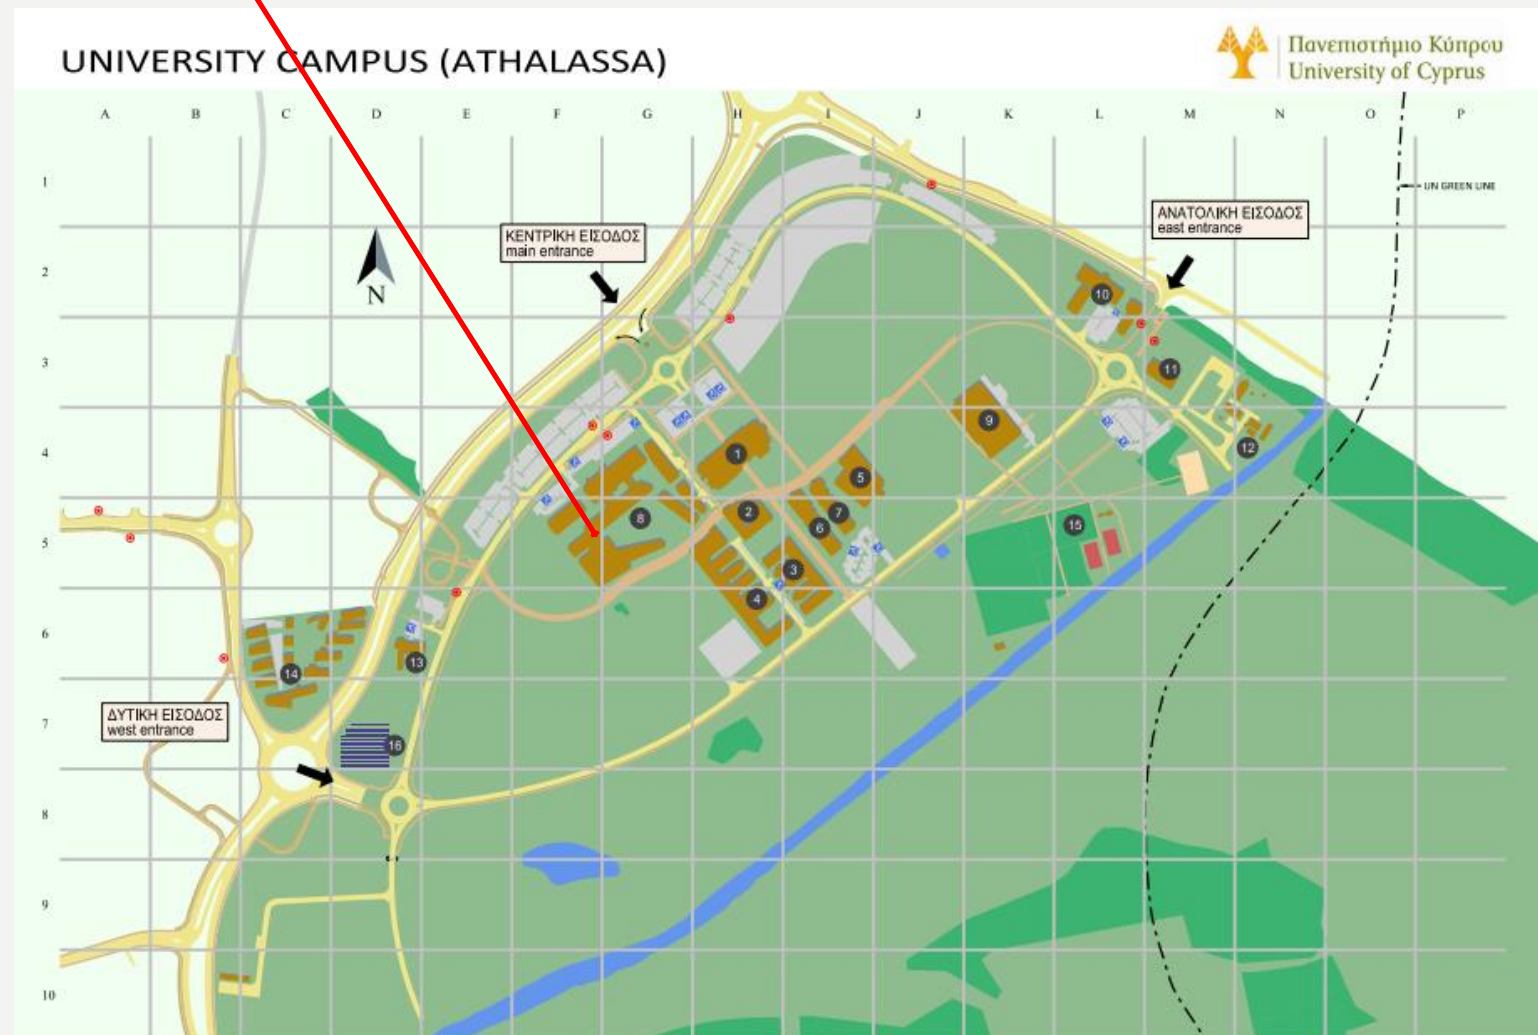 UNIVERSITY CAMPUS (ATHALASSA)
Πανεπιστήμιο Κύπρου
University of Cyprus
A B C D E F G H I J K L M N O P
1
UN GREEN LINE
ΑΝΑΤΟΛΙΚΗ ΕΙΣΟΔΟΣ
east entrance
ΚΕΝΤΡΙΚΗ ΕΙΣΟΔΟΣ
main entrance
2
N
10
3
11
9
4
1
12
5
2
7
8
6
15
5
3
4
6
13
14
ΔΥΤΙΚΗ ΕΙΣΟΔΟΣ
west entrance
7
16
8
9
10